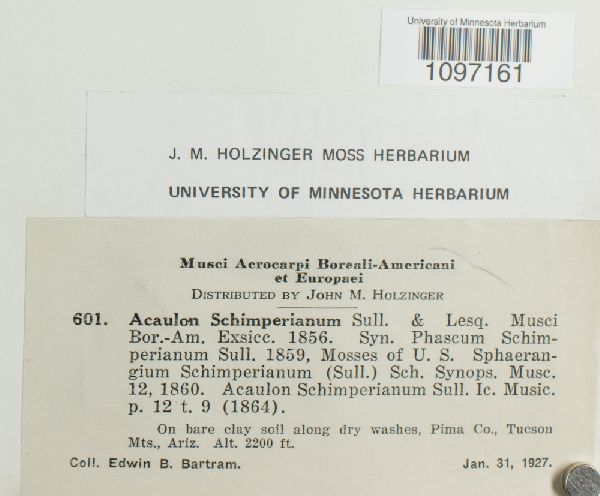 University of Minnesota Herbarium
1097161
J. M. HOLZINGER MOSS HERBARIUM
UNIVERSITY OF MINNESOTA HERBARIUM
Musci Acrocarpi Boreali-Americani
et Europaei
DISTRIBUTED BY JOHN M. HOLZINGER
601. Acaulon Schimperianum Sull. & Lesq. Musci
Bor.-Am. Exsicc. 1856. Syn. Phascum Schim-
perianum Sull. 1859, Mosses of U. S. Sphaeran-
gium Schimperianum (Sull.) Sch. Synops. Musc.
12, 1860. Acaulon Schimperianum Sull. Ic. Music.
p. 12 t. 9 (1864).
On bare clay soil along dry washes, Pima Co., Tucson
Mts., Ariz. Alt. 2200 ft.
Coll. Edwin B. Bartram. Jan. 31, 1927.